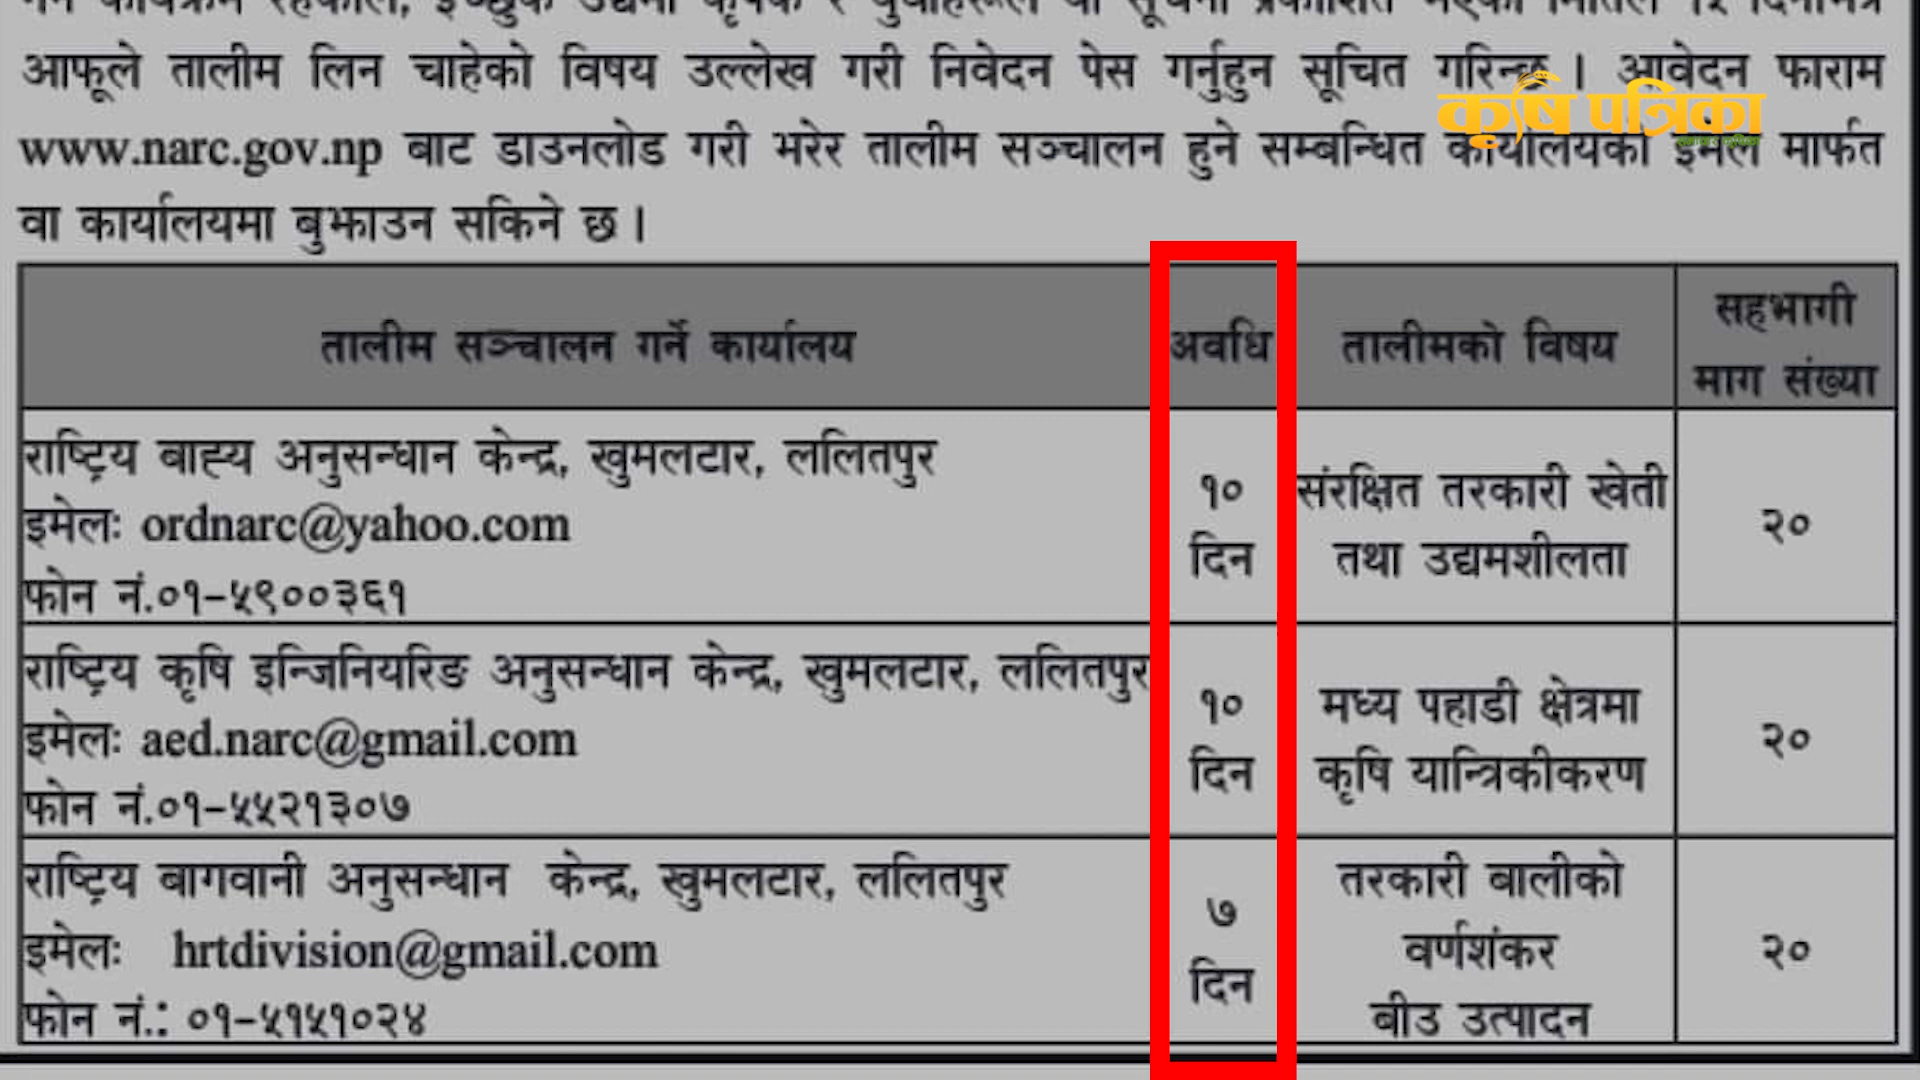 आफूले तालीम लिन चाहेको विषय उल्लेख गरी निवेदन पेस गर्नुहुन सूचित गरिन्छ । आवेदन फाराम
कृषि पत्रिका
www.narc.gov.np बाट डाउनलोड गरी भरेर तालीम सञ्चालन हुने सम्बन्धित कार्यालयको इमेल मार्फत
वा कार्यालयमा बुझाउन सकिने छ ।
तालीम सञ्चालन गर्ने कार्यालय
अवधि
तालीमको विषय
सहभागी
माग संख्या
राष्ट्रिय बाह्य अनुसन्धान केन्द्र, खुमलटार, ललितपुर
इमेलः ordnarc@yahoo.com
फोन नं.०१-५९००३६१
१०
दिन
संरक्षित तरकारी खेती
तथा उद्यमशीलता
२०
राष्ट्रिय कृषि इन्जिनियरिङ अनुसन्धान केन्द्र, खुमलटार, ललितपुर
इमेलः aed.narc@gmail.com
फोन नं.०१-५५२१३०७
१०
दिन
मध्य पहाडी क्षेत्रमा
कृषि यान्त्रिकीकरण
२०
राष्ट्रिय बागवानी अनुसन्धान केन्द्र, खुमलटार, ललितपुर
इमेलः hrtdivision@gmail.com
फोन नं.: ०१-५१५१०२४
७
दिन
तरकारी बालीको
वर्णशंकर
बीउ उत्पादन
२०